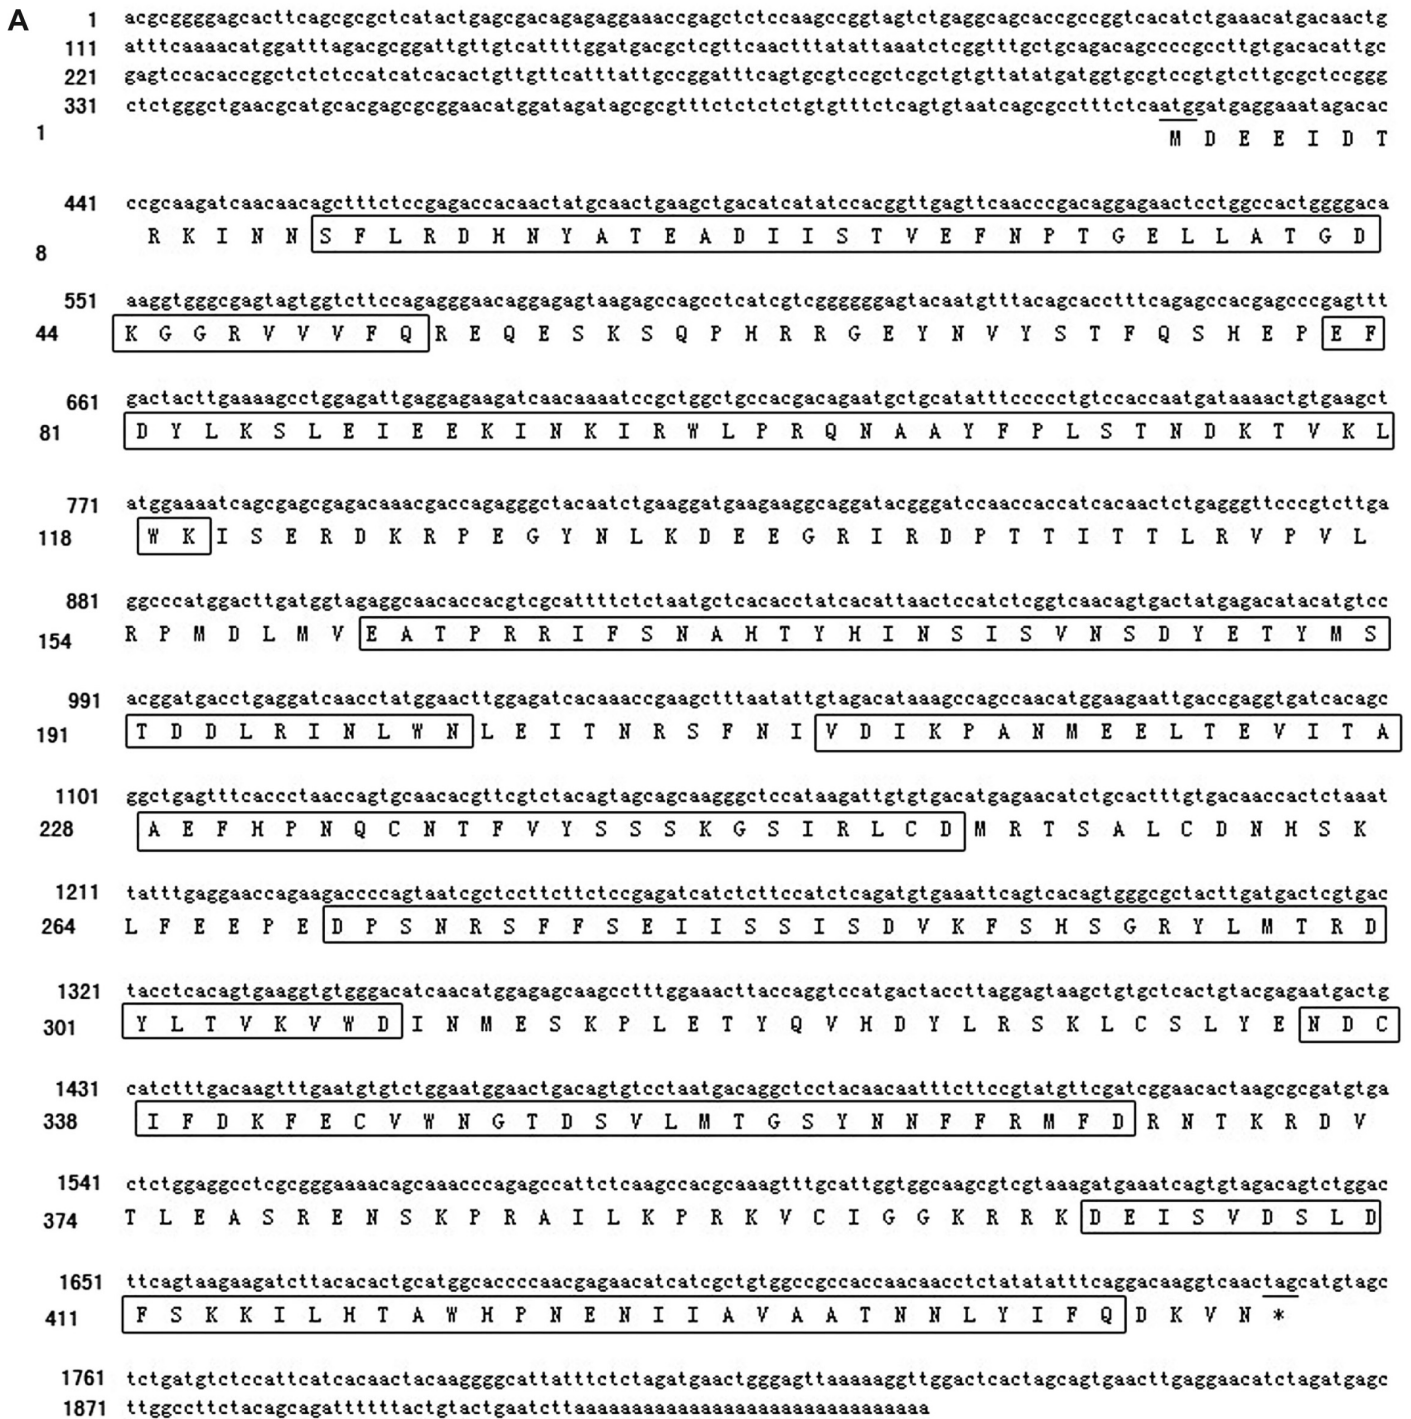 A
1 acgcggggagcacttcagcgcgctcatactgagcgacagagaggaaaccgagctctccaagccggtagtctgaggcagcaccgccggtcacatctgaaacatgacaactg
111 atttcaaaacatggatttagacgcggattgttgtcattttggatgacgctcgttcaactttatattaaatctcggtttgctgcagacagccccgccttgtgacacattgc
221 gagtccacaccggctctctccatcatcacactgttgttcatttattgccggatttcagtgcgtccgctcgctgtgttatatgatggtgcgtccgtgtcttgcgctccggg
331 ctctgggctgaacgcatgcacgagcgcggaacatggatagatagcgcgtttctctctctgtgtttctcagtgtaatcagcgcctttctcaatggatgaggaaatagacac
1 M D E E I D T
441 ccgcaagatcaacaacagctttctccgagaccacaactatgcaactgaagctgacatcatatccacggttgagttcaacccgacaggagaactcctggccactggggaca
8 R K I N N S F L R D H N Y A T E A D I I S T V E F N P T G E L L A T G D
551 aaggtgggcgagtagtggtcttccagagggaacaggagagtaagagccagcctcatcgtcggggggagtacaatgtttacagcacctttcagagccacgagcccgagttt
44 K G G R V V V F Q R E Q E S K S Q P H R R G E Y N V Y S T F Q S H E P E F
661 gactacttgaaaagcctggagattgaggagaagatcaacaaaatccgctggctgccacgacagaatgctgcatatttccccctgtccaccaatgataaaactgtgaagct
81 D Y L K S L E I E E K I N K I R W L P R Q N A A Y F P L S T N D K T V K L
771 atggaaaatcagcgagcgagacaaacgaccagagggctacaatctgaaggatgaagaaggcaggatacgggatccaaccaccatcacaactctgagggttcccgtcttga
118 W K I S E R D K R P E G Y N L K D E E G R I R D P T T I T T L R V P V L
881 ggcccatggacttgatggtagaggcaacaccacgtcgcattttctctaatgctcacacctatcacattaactccatctcggtcaacagtgactatgagacatacatgtcc
154 R P M D L M V E A T P R R I F S N A H T Y H I N S I S V N S D Y E T Y M S
991 acggatgacctgaggatcaacctatggaacttggagatcacaaaccgaagctttaatattgtagacataaagccagccaacatggaagaattgaccgaggtgatcacagc
191 T D D L R I N L W N L E I T N R S F N I V D I K P A N M E E L T E V I T A
1101 ggctgagtttcaccctaaccagtgcaacacgttcgtctacagtagcagcaagggctccataagattgtgtgacatgagaacatctgcactttgtgacaaccactctaaat
228 A E F H P N Q C N T F V Y S S S K G S I R L C D M R T S A L C D N H S K
1211 tatttgaggaaccagaagaccccagtaatcgctccttcttctccgagatcatctcttccatctcagatgtgaaattcagtcacagtgggcgctacttgatgactcgtgac
264 L F E E P E D P S N R S F F S E I I S S I S D V K F S H S G R Y L M T R D
1321 tacctcacagtgaaggtgtgggacatcaacatggagagcaagcctttggaaacttaccaggtccatgactaccttaggagtaagctgtgctcactgtacgagaatgactg
301 Y L T V K V W D I N M E S K P L E T Y Q V H D Y L R S K L C S L Y E N D C
1431 catctttgacaagtttgaatgtgtctggaatggaactgacagtgtcctaatgacaggctcctacaacaatttcttccgtatgttcgatcggaacactaagcgcgatgtga
338 I F D K F E C V W N G T D S V L M T G S Y N N F F R M F D R N T K R D V
1541 ctctggaggcctcgcgggaaaacagcaaacccagagccattctcaagccacgcaaagtttgcattggtggcaagcgtcgtaaagatgaaatcagtgtagacagtctggac
374 T L E A S R E N S K P R A I L K P R K V C I G G K R R K D E I S V D S L D
1651 ttcagtaagaagatcttacacactgcatggcaccccaacgagaacatcatcgctgtggccgccaccaacaacctctatatatttcaggacaaggtcaactagcatgtagc
411 F S K K I L H T A W H P N E N I I A V A A T N N L Y I F Q D K V N *
1761 tctgatgtctccattcatcacaactacaaggggcattatttctctagatgaactgggagttaaaaaggttggactcactagcagtgaacttgaggaacatctagatgagc
1871 ttggccttctacagcagattttttactgtactgaatcttaaaaaaaaaaaaaaaaaaaaaaaaaaaaaaa